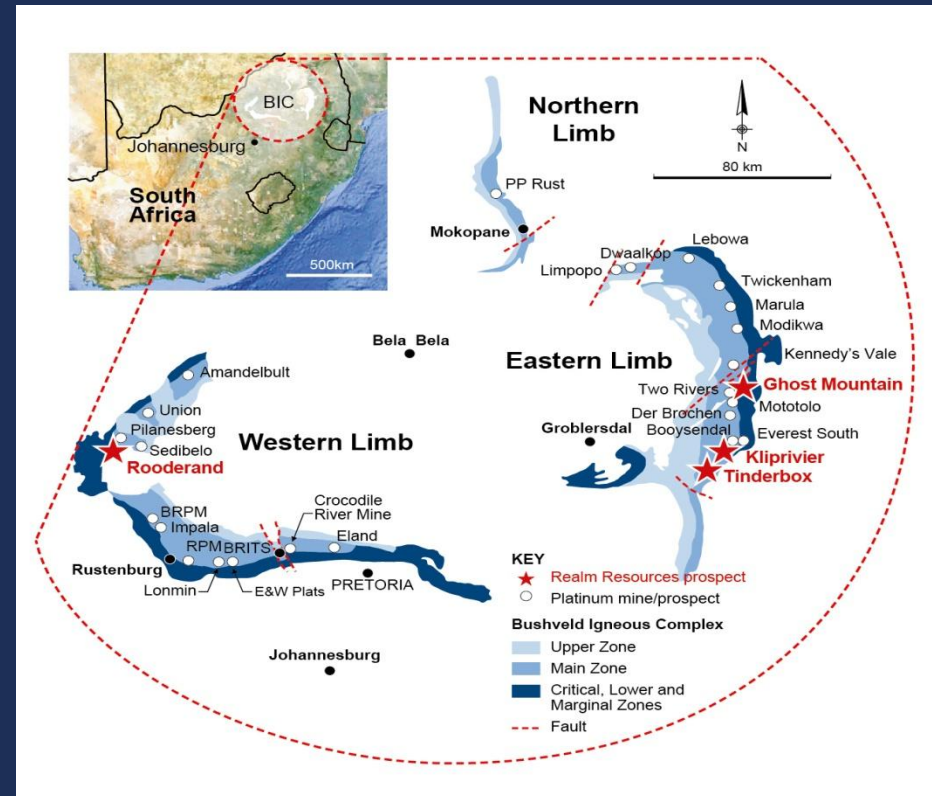 BIC
Johannesburg
South
Africa
500km
Northern
Limb
N
80 km
PP Rust
Mokopane
Dwaalkop
Lebowa
Limpopo
Twickenham
Marula
Modikwa
Bela Bela
Kennedy's Vale
Eastern Limb
Amandelbult
Ghost Mountain
Two Rivers
Mototolo
Union
Der Brochen
Pilanesberg
Booysendal
Groblersdal
Western Limb
Everest South
Sedibelo
Kliprivier
Rooderand
Tinderbox
Crocodile
River Mine
BRPM
Impala
Eland
RPM
BRITS
Rustenburg
PRETORIA
Lonmin
E&W Plats
Johannesburg
KEY
Realm Resources prospect
Platinum mine/prospect
Bushveld Igneous Complex
Upper Zone
Main Zone
Critical, Lower and
Marginal Zones
Fault